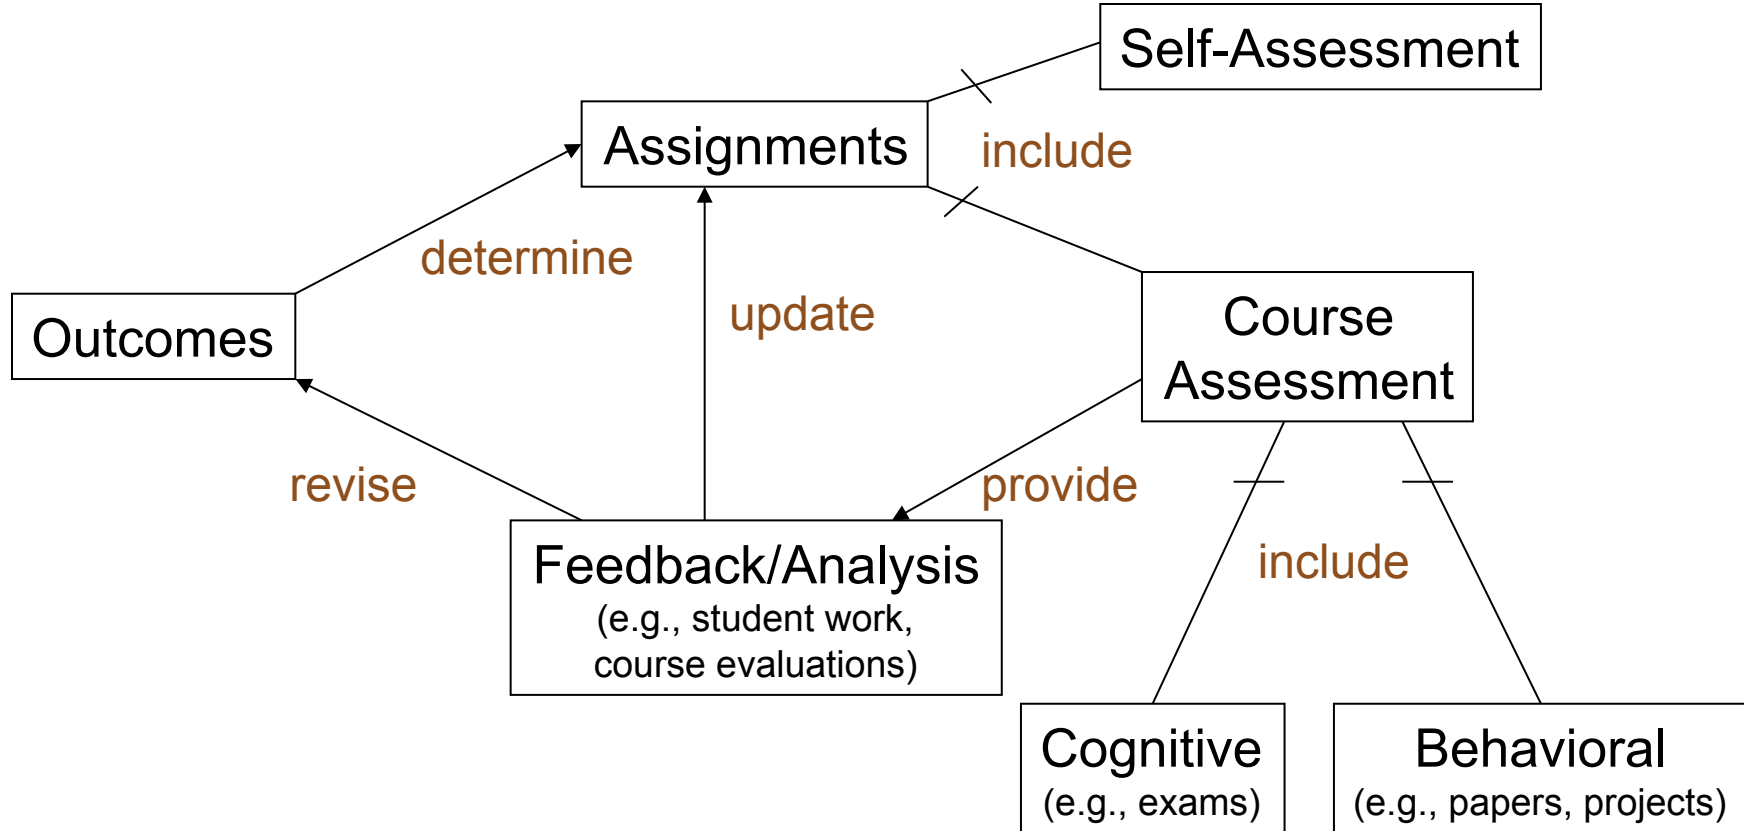 Self-Assessment
Assignments
include
determine
Outcomes
update
Course
Assessment
revise
provide
Feedback/Analysis
(e.g., student work,
course evaluations)
include
Cognitive
(e.g., exams)
Behavioral
(e.g., papers, projects)